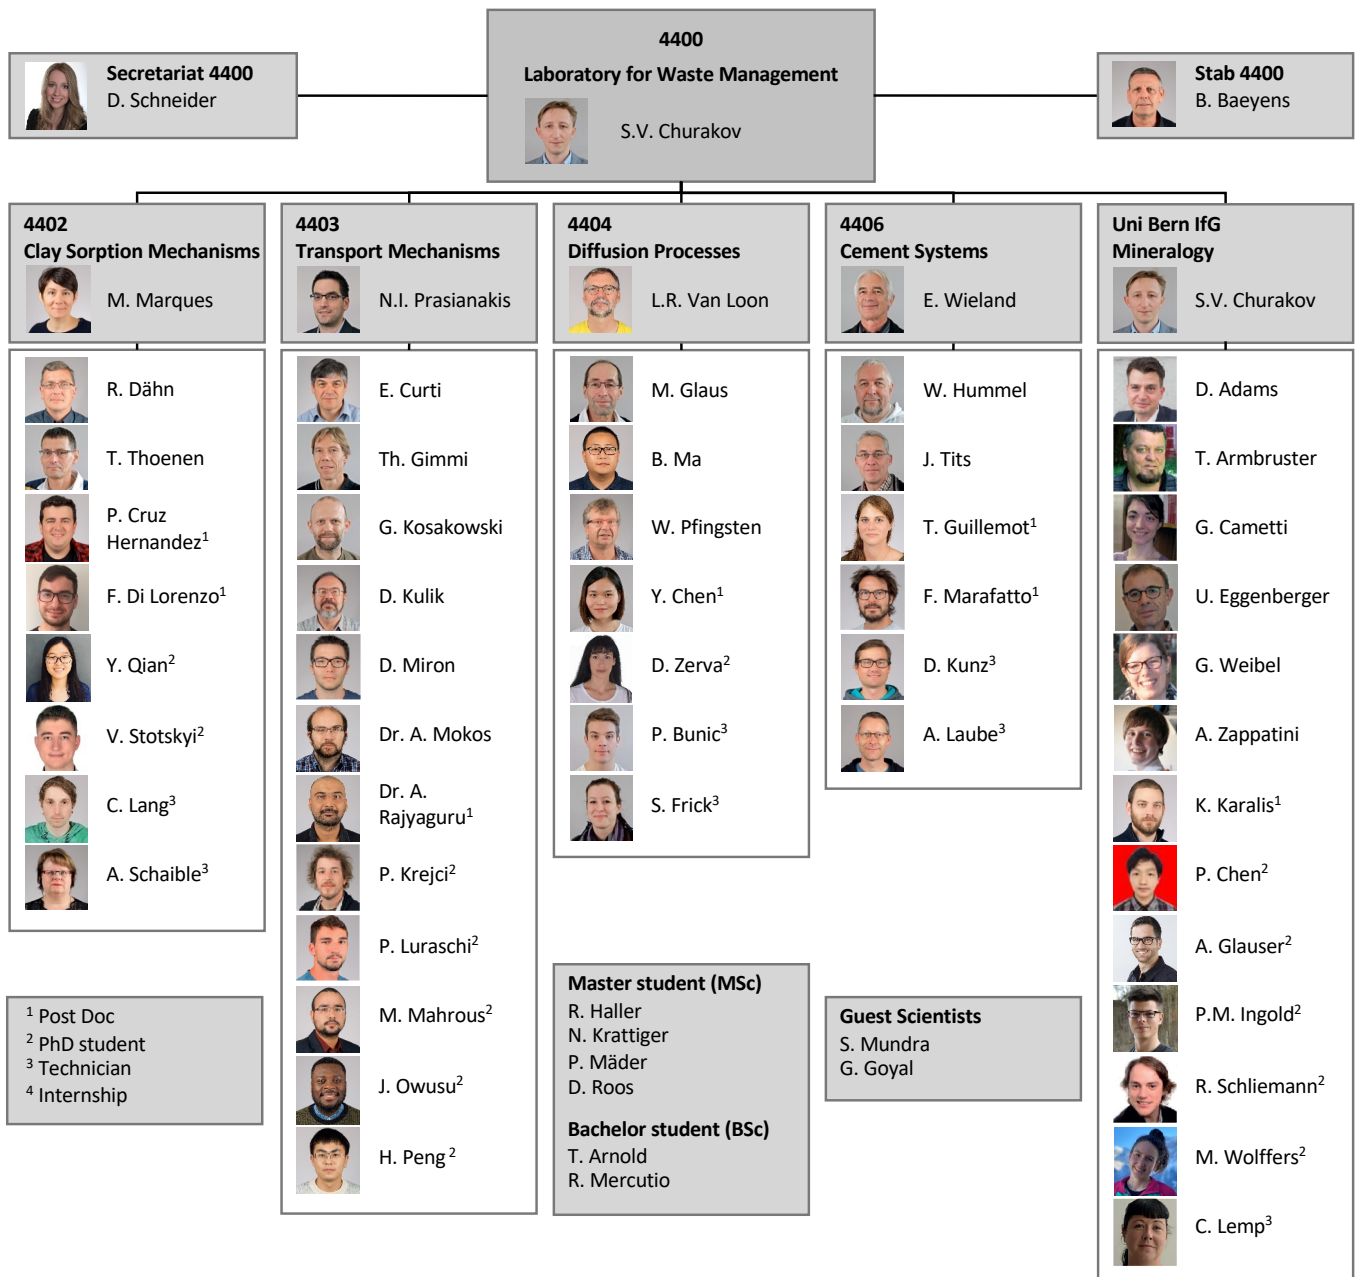 4400
Laboratory for Waste Management
S.V. Churakov
Secretariat 4400
D. Schneider
Stab 4400
B. Baeyens
4402
Clay Sorption Mechanisms
M. Marques
R. Dähn
T. Thoenen
P. Cruz
Hernandez¹
F. Di Lorenzo¹
Y. Qian²
V. Stotskyi²
C. Lang³
A. Schaible³
4403
Transport Mechanisms
N.I. Prasianakis
E. Curti
Th. Gimmi
G. Kosakowski
D. Kulik
D. Miron
Dr. A. Mokos
Dr. A.
Rajyaguru¹
P. Krejci²
P. Luraschi²
M. Mahrous²
J. Owusu²
H. Peng ²
4404
Diffusion Processes
L.R. Van Loon
M. Glaus
B. Ma
W. Pfingsten
Y. Chen¹
D. Zerva²
P. Bunic³
S. Frick³
4406
Cement Systems
E. Wieland
W. Hummel
J. Tits
T. Guillemot¹
F. Marafatto¹
D. Kunz³
A. Laube³
Uni Bern IfG
Mineralogy
S.V. Churakov
D. Adams
T. Armbruster
G. Cametti
U. Eggenberger
G. Weibel
A. Zappatini
K. Karalis¹
P. Chen²
A. Glauser²
P.M. Ingold²
R. Schliemann²
M. Wolffers²
C. Lemp³
¹ Post Doc
² PhD student
³ Technician
⁴ Internship
Master student (MSc)
R. Haller
N. Krattiger
P. Mäder
D. Roos
Bachelor student (BSc)
T. Arnold
R. Mercutio
Guest Scientists
S. Mundra
G. Goyal